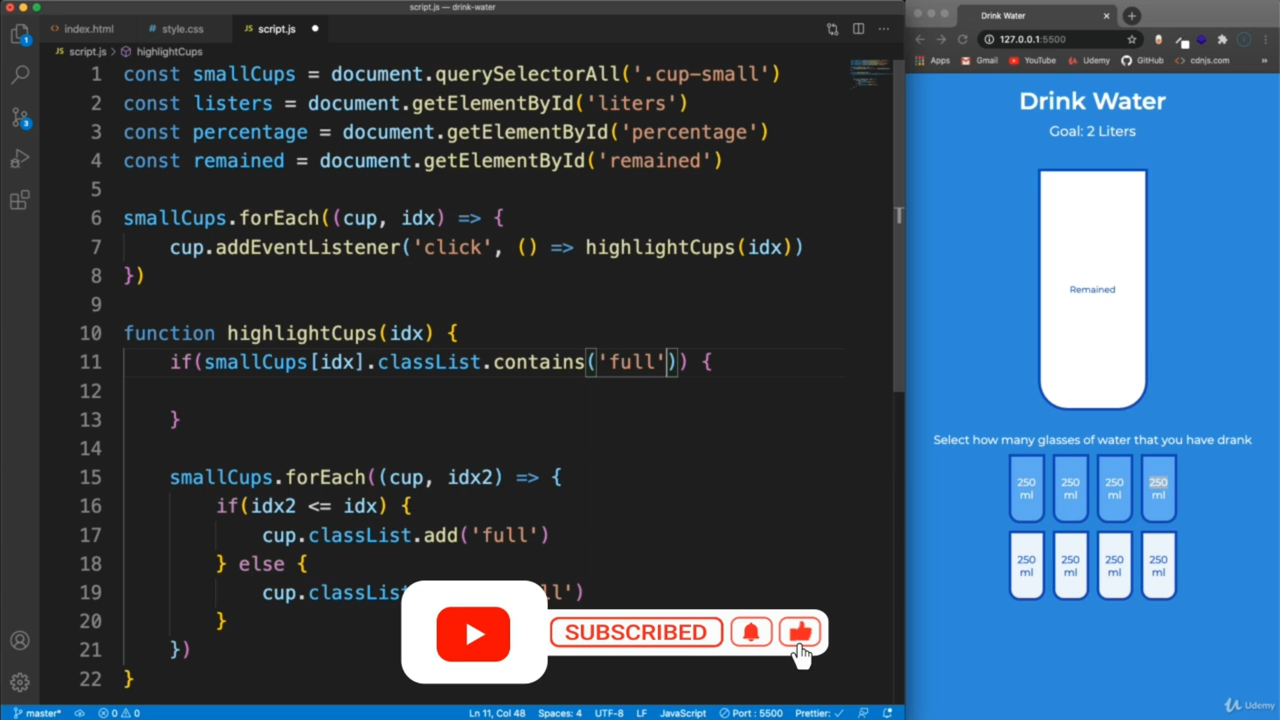 script.js — drink-water
index.html
style.css
script.js
script.js
highlightCups
1 const smallCups = document.querySelectorAll('.cup-small')
2 const listers = document.getElementById('liters')
3 const percentage = document.getElementById('percentage')
4 const remained = document.getElementById('remained')
5
6 smallCups.forEach((cup, idx) => {
7 cup.addEventListener('click', () => highlightCups(idx))
8 })
9
10 function highlightCups(idx) {
11 if(smallCups[idx].classList.contains('full')) {
12
13 }
14
15 smallCups.forEach((cup, idx2) => {
16 if(idx2 <= idx) {
17 cup.classList.add('full')
18 } else {
19 cup.classList ll')
20 }
21 })
22 }
SUBSCRIBED
master*
0 0
Ln 11, Col 48
Spaces: 4
UTF-8
LF
JavaScript
Port : 5500
Prettier:
Drink Water
127.0.0.1:5500
Apps
Gmail
YouTube
Udemy
GitHub
cdnjs.com
Drink Water
Goal: 2 Liters
Remained
Select how many glasses of water that you have drank
250 250 250 250
ml ml ml ml
250 250 250 250
ml ml ml ml
Udemy